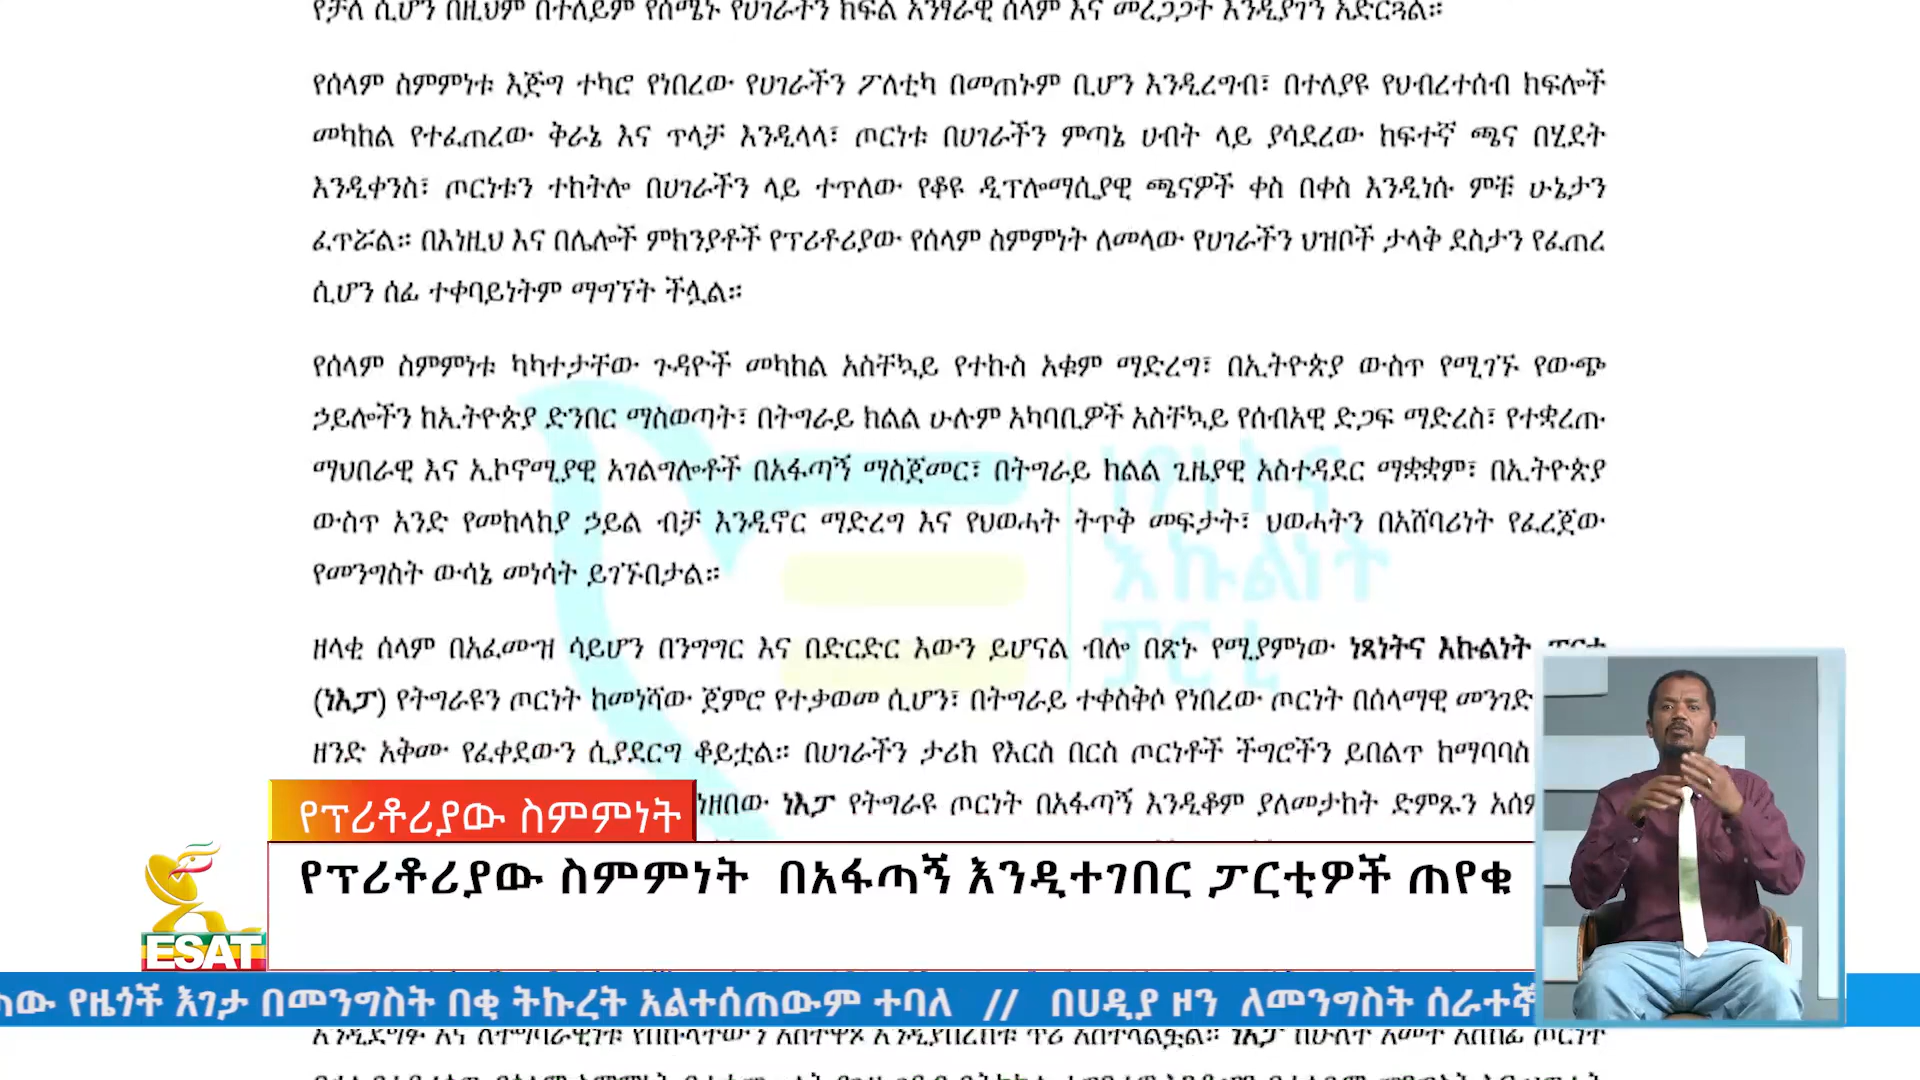 የቻለ ሲሆን በዚህም በተለይም የሰሜኑ የሀገራችን ክፍል አንፃራዊ ሰላም እና መረጋጋት እንዲያገኝ አድርጓል።
የሰላም ስምምነቱ እጅግ ተካሮ የነበረው የሀገራችን ፖለቲካ በመጠኑም ቢሆን እንዲረግብ፣ በተለያዩ የህብረተሰብ ክፍሎች
መካከል የተፈጠረው ቅራኔ እና ጥላቻ እንዲላላ፣ ጦርነቱ በሀገራችን ምጣኔ ሀብት ላይ ያሳደረው ከፍተኛ ጫና በሂደት
እንዲቀንስ፣ ጦርነቱን ተከትሎ በሀገራችን ላይ ተጥለው የቆዩ ዲፕሎማሲያዊ ጫናዎች ቀስ በቀስ እንዲነሱ ምቹ ሁኔታን
ፈጥሯል። በእነዚህ እና በሌሎች ምክንያቶች የፕሪቶሪያው የሰላም ስምምነት ለመላው የሀገራችን ህዝቦች ታላቅ ደስታን የፈጠረ
ሲሆን ሰፊ ተቀባይነትም ማግኘት ችሏል።
የሰላም ስምምነቱ ካካተታቸው ጉዳዮች መካከል አስቸኳይ የተኩስ አቁም ማድረግ፣ በኢትዮጵያ ውስጥ የሚገኙ የውጭ
ኃይሎችን ከኢትዮጵያ ድንበር ማስወጣት፣ በትግራይ ክልል ሁሉም አካባቢዎች አስቸኳይ የሰብአዊ ድጋፍ ማድረስ፣ የተቋረጡ
ማህበራዊ እና ኢኮኖሚያዊ አገልግሎቶች በአፋጣኝ ማስጀመር፣ በትግራይ ክልል ጊዜያዊ አስተዳደር ማቋቋም፣ በኢትዮጵያ
ውስጥ አንድ የመከላከያ ኃይል ብቻ እንዲኖር ማድረግ እና የህወሓት ትጥቅ መፍታት፣ ህወሓትን በአሸባሪነት የፈረጀው
የመንግስት ውሳኔ መነሳት ይገኙበታል።
ነፃነትና
እኩልነት
ፓርቲ
ዘላቂ ሰላም በአፈሙዝ ሳይሆን በንግግር እና በድርድር እውን ይሆናል ብሎ በጽኑ የሚያምነው ነጻነትና እኩልነት ፓርቲ
(ነእፓ) የትግራዩን ጦርነት ከመነሻው ጀምሮ የተቃወመ ሲሆን፣ በትግራይ ተቀስቅሶ የነበረው ጦርነት በሰላማዊ መንገድ
ዘንድ አቅሙ የፈቀደውን ሲያደርግ ቆይቷል። በሀገራችን ታሪክ የእርስ በርስ ጦርነቶች ችግሮችን ይበልጥ ከማባባስ
ነእፓ የትግራዩ ጦርነት በአፋጣኝ እንዲቆም ያለመታከት ድምጹን
የፕሪቶሪያው ስምምነት
የፕሪቶሪያው ስምምነት በአፋጣኝ እንዲተገበር ፓርቲዎች ጠየቁ
ESAT
የዜጎች እገታ በመንግስት በቂ ትኩረት አልተሰጠውም ተባለ // በሀዲያ ዞን ለመንግስት